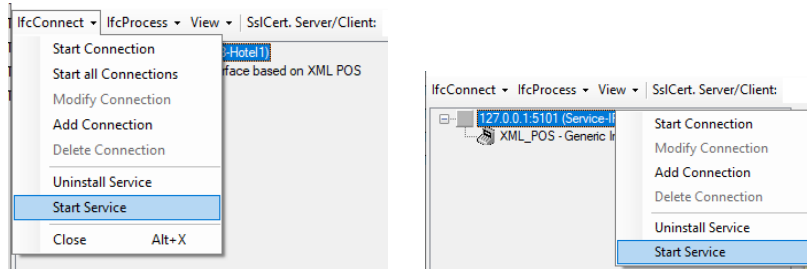 IfcConnect IfcProcess View SslCert. Server/Client:
Start Connection
Start all Connections
Modify Connection
Add Connection
Delete Connection
Uninstall Service
Start Service
Close Alt+X
-Hotel1)
rface based on XML POS
IfcConnect IfcProcess View SslCert. Server/Client:
127.0.0.1:5101 (Service-IF
XML_POS - Generic Ir
Start Connection
Modify Connection
Add Connection
Delete Connection
Uninstall Service
Start Service